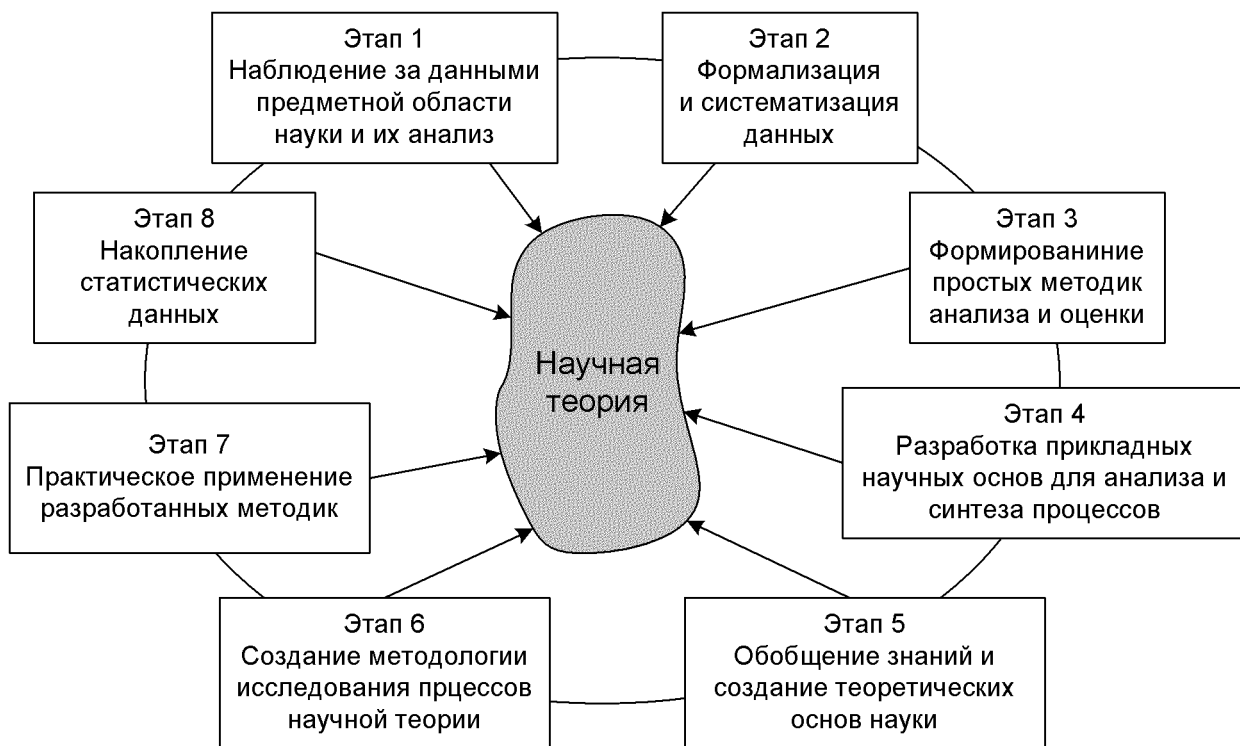 Этап 1
Наблюдение за данными
предметной области
науки и их анализ
Этап 2
Формализация
и систематизация
данных
Этап 3
Формированиние
простых методик
анализа и оценки
Этап 4
Разработка прикладных
научных основ для анализа и
синтеза процессов
Этап 5
Обобщение знаний и
создание теоретических
основ науки
Этап 6
Создание методологии
исследования прцессов
научной теории
Этап 7
Практическое применение
разработанных методик
Этап 8
Накопление
статистических
данных
Научная
теория